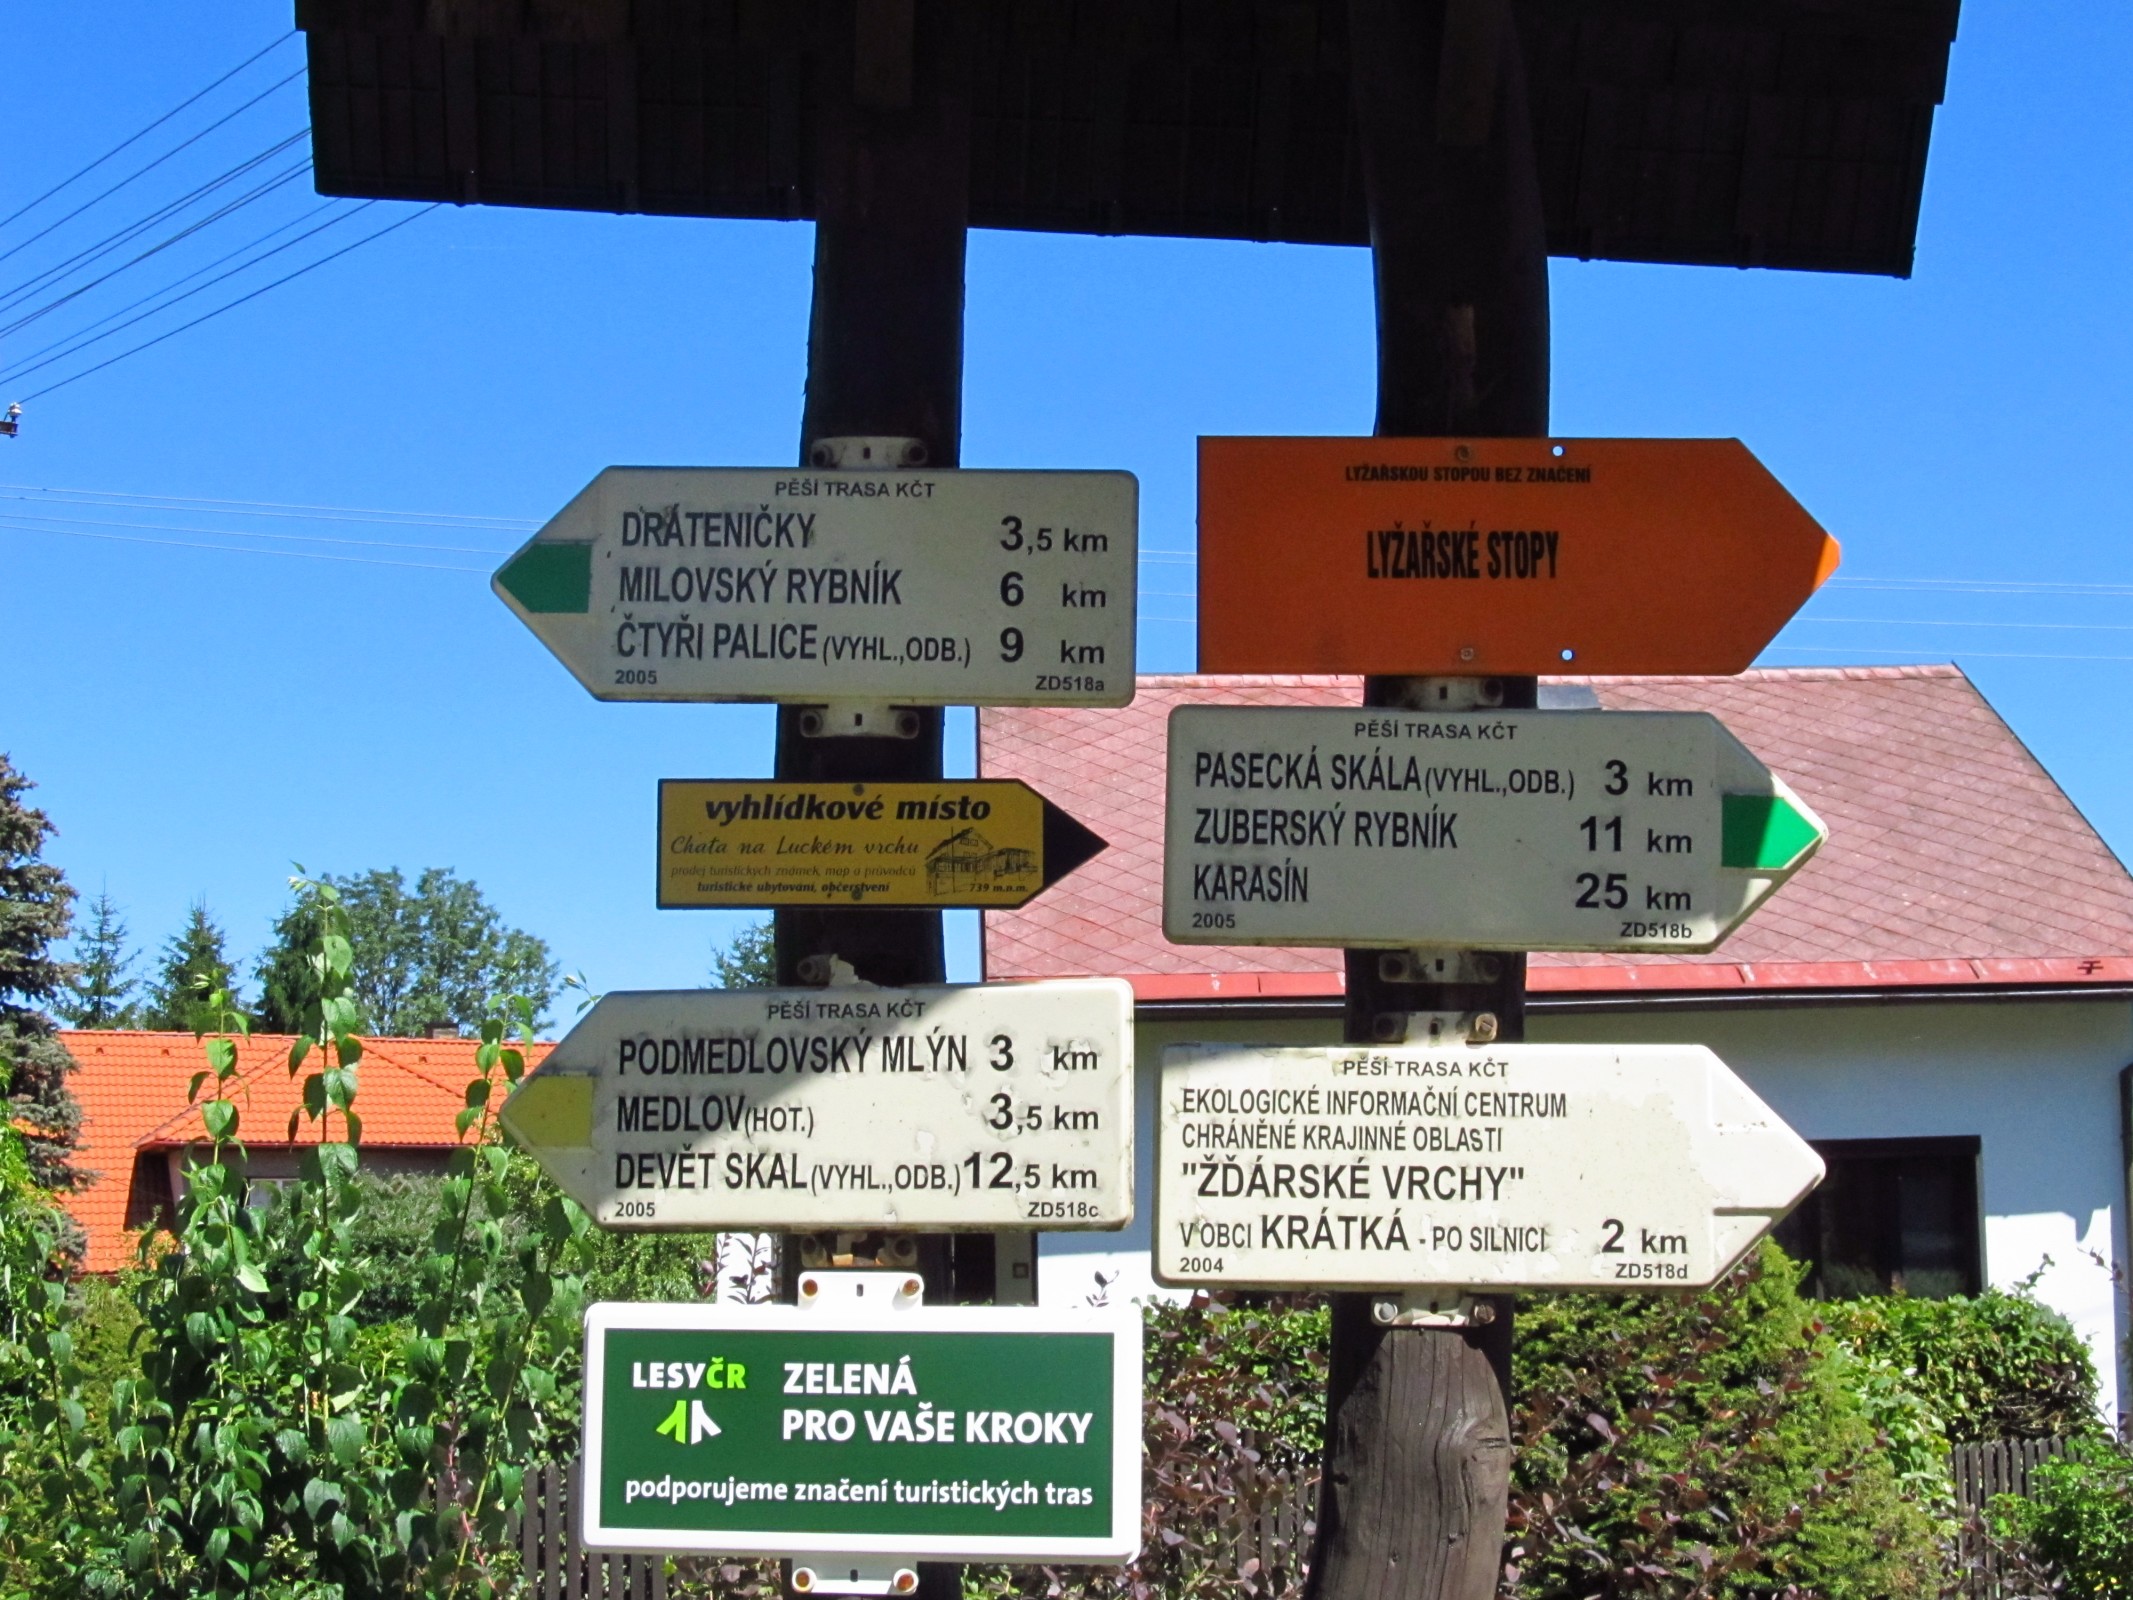 PĚŠÍ TRASA KČT
DRÁTENIČKY 3,5 km
MILOVSKÝ RYBNÍK 6 km
ČTYŘI PALICE (VYHL.,ODB.) 9 km
2005 ZD518a
vyhlídkové místo
Chata na Luckém vrchu
prodej turistických známek, map a průvodců
turistické ubytování, občerstvení
739 m.n.m.
PĚŠÍ TRASA KČT
PODMEDLOVSKÝ MLÝN 3 km
MEDLOV (HOT.) 3,5 km
DEVĚT SKAL (VYHL.,ODB.) 12,5 km
2005 ZD518c
LESYČR
ZELENÁ
PRO VAŠE KROKY
podporujeme značení turistických tras
LYŽAŘSKOU STOPOU BEZ ZNAČENÍ
LYŽAŘSKÉ STOPY
PĚŠÍ TRASA KČT
PASECKÁ SKÁLA (VYHL.,ODB.) 3 km
ZUBERSKÝ RYBNÍK 11 km
KARASÍN 25 km
2005 ZD518b
PĚŠÍ TRASA KČT
EKOLOGICKÉ INFORMAČNÍ CENTRUM
CHRÁNĚNÉ KRAJINNÉ OBLASTI
"ŽĎÁRSKÉ VRCHY"
V OBCI KRÁTKÁ - PO SILNICI 2 km
2004 ZD518d